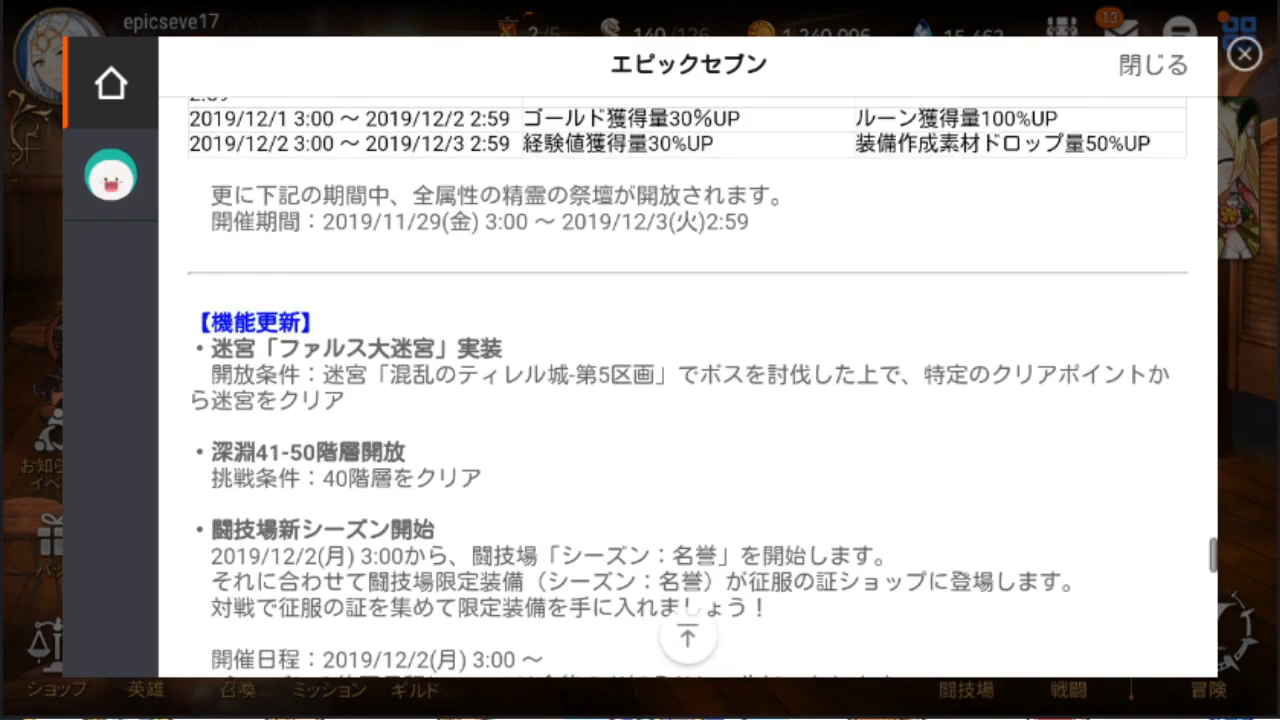 epicseve17
2/5
140/126
1,240,096
15,462
13
エピックセブン
閉じる
2:59
2019/12/1 3:00 ～ 2019/12/2 2:59 ゴールド獲得量30%UP ルーン獲得量100%UP
2019/12/2 3:00 ～ 2019/12/3 2:59 経験値獲得量30%UP 装備作成素材ドロップ量50%UP
更に下記の期間中、全属性の精霊の祭壇が開放されます。
開催期間：2019/11/29(金) 3:00 ～ 2019/12/3(火)2:59
【機能更新】
・迷宮「ファルス大迷宮」実装
開放条件：迷宮「混乱のティレル城-第5区画」でボスを討伐した上で、特定のクリアポイントか
ら迷宮をクリア
・深淵41-50階層開放
挑戦条件：40階層をクリア
・闘技場新シーズン開始
2019/12/2(月) 3:00から、闘技場「シーズン：名誉」を開始します。
それに合わせて闘技場限定装備（シーズン：名誉）が征服の証ショップに登場します。
対戦で征服の証を集めて限定装備を手に入れましょう！
開催日程：2019/12/2(月) 3:00 ～
お知ら
イベ
ショップ 英雄 召喚 ミッション ギルド 闘技場 戦闘 冒険